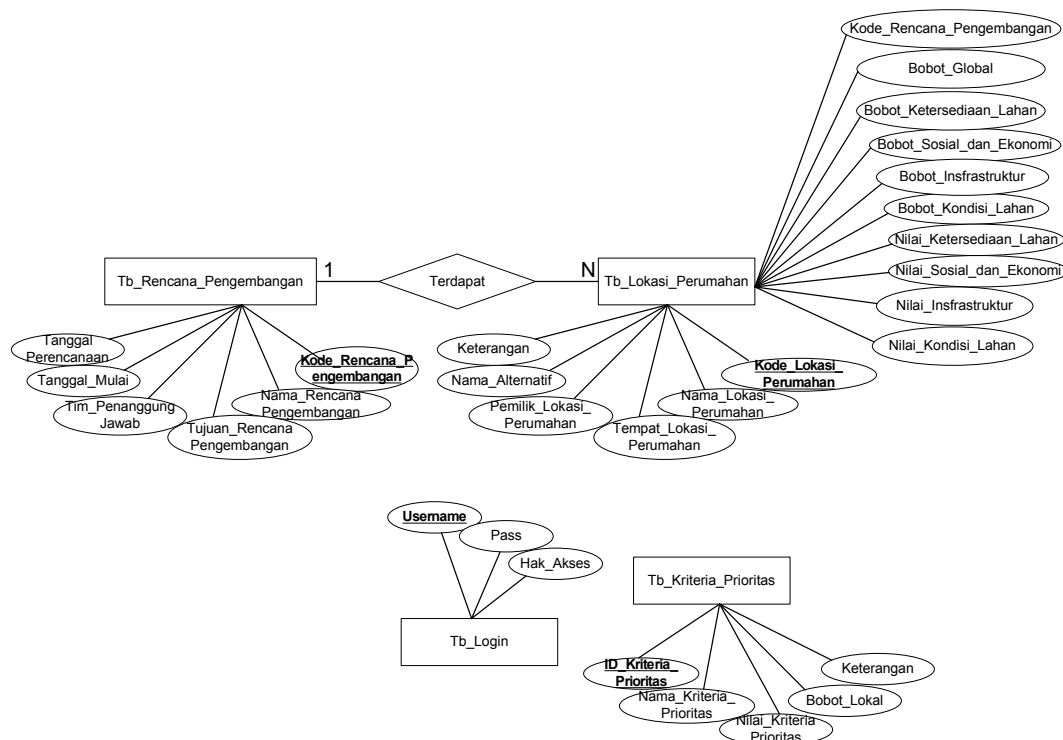 Kode_Rencana_Pengembangan
Bobot_Global
Bobot_Ketersediaan_Lahan
Bobot_Sosial_dan_Ekonomi
Bobot_Insfrastruktur
Bobot_Kondisi_Lahan
Nilai_Ketersediaan_Lahan
Nilai_Sosial_dan_Ekonomi
Nilai_Insfrastruktur
Nilai_Kondisi_Lahan
Tb_Rencana_Pengembangan
1
Terdapat
N
Tb_Lokasi_Perumahan
Tanggal
Perencanaan
Tanggal_Mulai
Tim_Penanggung
Jawab
Tujuan_Rencana
Pengembangan
Nama_Rencana
Pengembangan
Kode_Rencana_P
engembangan
Keterangan
Nama_Alternatif
Pemilik_Lokasi_
Perumahan
Tempat_Lokasi_
Perumahan
Nama_Lokasi_
Perumahan
Kode_Lokasi_
Perumahan
Username
Pass
Hak_Akses
Tb_Login
Tb_Kriteria_Prioritas
ID_Kriteria_
Prioritas
Nama_Kriteria_
Prioritas
Nilai_Kriteria
Prioritas
Bobot_Lokal
Keterangan